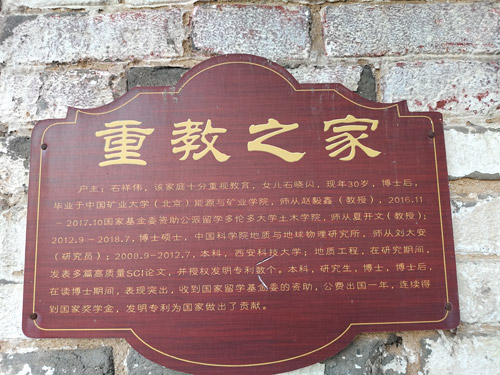 重教之家
户主：石祥伟，该家庭十分重视教育，女儿石晓闪，现年30岁，博士后，
毕业于中国矿业大学（北京）能源与矿业学院，师从赵毅鑫（教授），2016.11
-2017.10国家基金委资助公派留学多伦多大学土木学院，师从夏开文（教授）；
2012.9-2018.7，博士硕士，中国科学院地质与地球物理研究所，师从刘大安
（研究员）；2008.9-2012.7，本科，西安科技大学；地质工程，在研究期间，
发表多篇高质量SCI论文，并授权发明专利数个。本科，研究生，博士，博士后，
在读博士期间，表现突出，收到国家留学基金委的资助，公费出国一年，连续得
到国家奖学金，发明专利为国家做出了贡献。